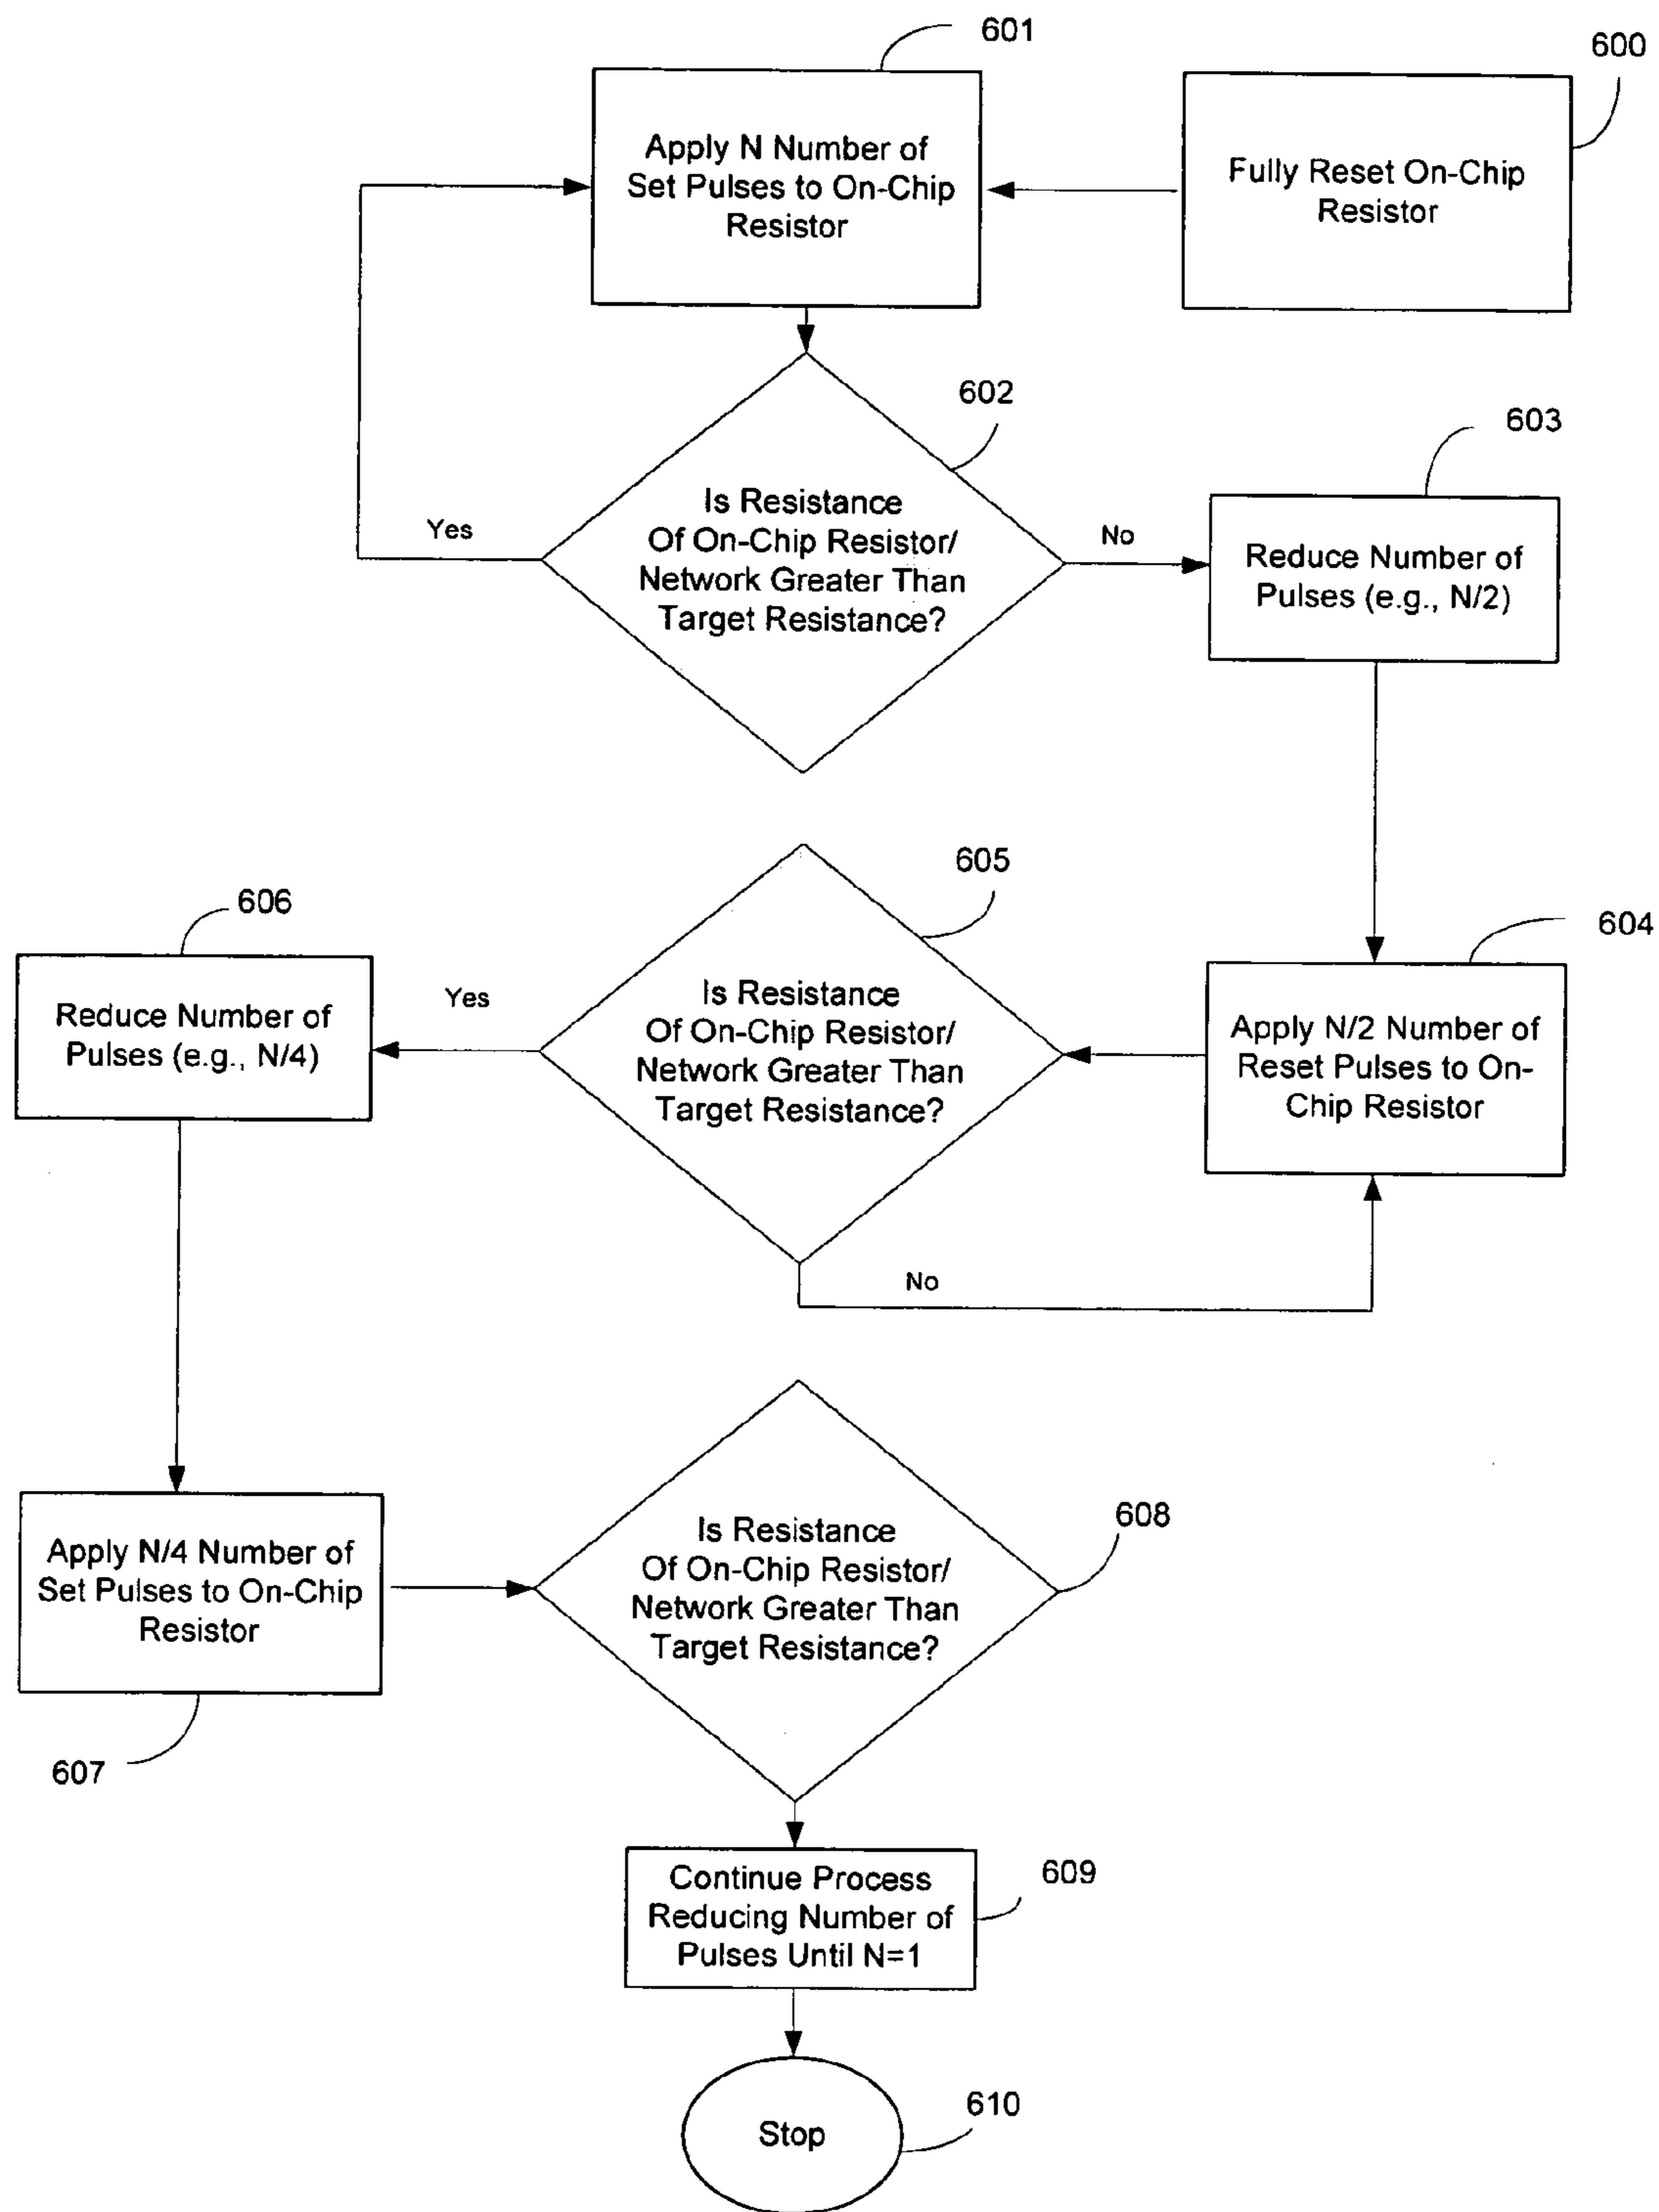 601
600
Apply N Number of
Set Pulses to On-Chip
Resistor
Fully Reset On-Chip
Resistor
602
603
Is Resistance
Of On-Chip Resistor/
Network Greater Than
Target Resistance?
Yes
No
Reduce Number of
Pulses (e.g., N/2)
605
606
604
Is Resistance
Of On-Chip Resistor/
Network Greater Than
Target Resistance?
Yes
Reduce Number of
Pulses (e.g., N/4)
Apply N/2 Number of
Reset Pulses to On-
Chip Resistor
No
608
Is Resistance
Of On-Chip Resistor/
Network Greater Than
Target Resistance?
Apply N/4 Number of
Set Pulses to On-Chip
Resistor
607
609
Continue Process
Reducing Number of
Pulses Until N=1
610
Stop